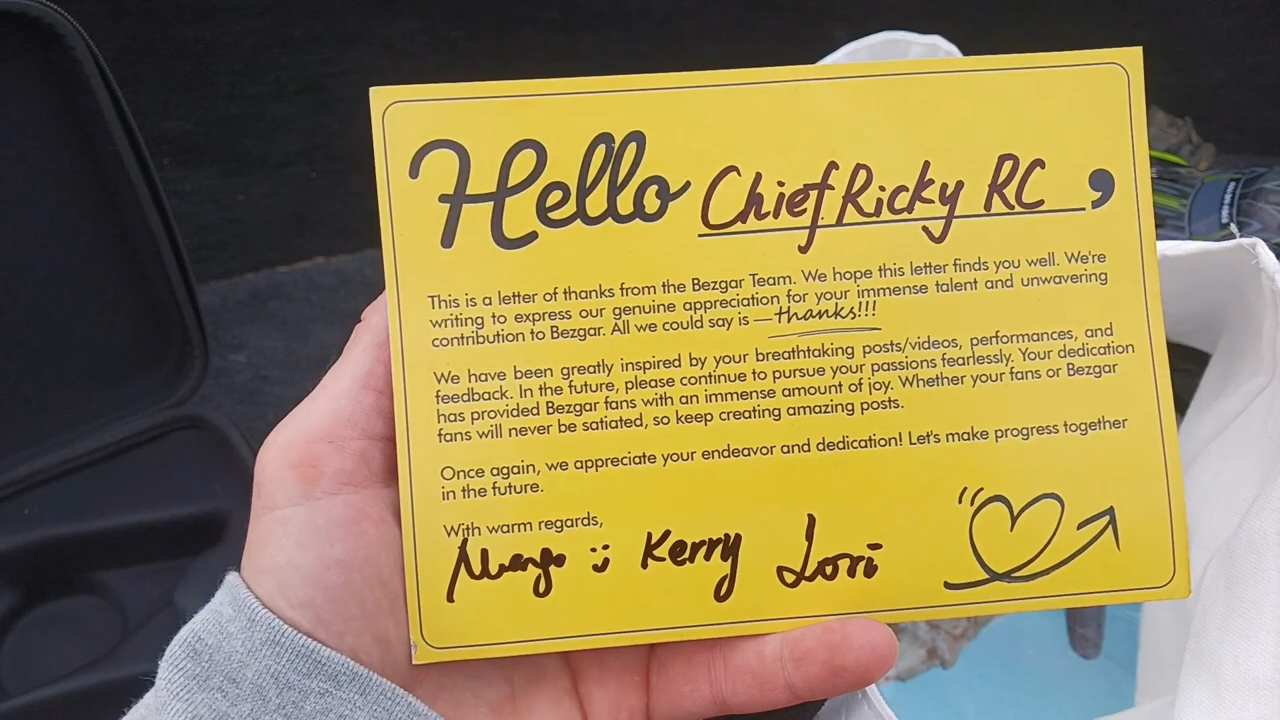 Hello Chief Ricky RC ,
This is a letter of thanks from the Bezgar Team. We hope this letter finds you well. We're
writing to express our genuine appreciation for your immense talent and unwavering
contribution to Bezgar. All we could say is —thanks!!!
We have been greatly inspired by your breathtaking posts/videos, performances, and
feedback. In the future, please continue to pursue your passions fearlessly. Your dedication
has provided Bezgar fans with an immense amount of joy. Whether your fans or Bezgar
fans will never be satiated, so keep creating amazing posts.
Once again, we appreciate your endeavor and dedication! Let's make progress together
in the future.
With warm regards,
Kerry Lori